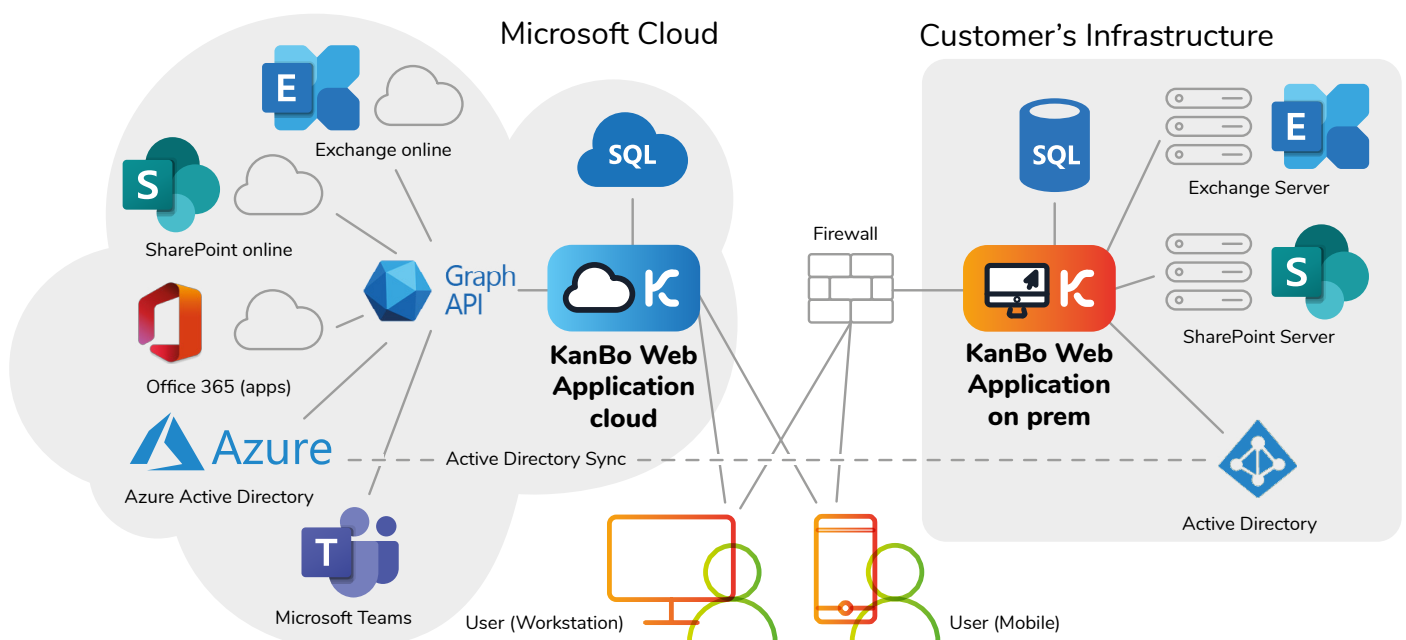 Microsoft Cloud
Customer's Infrastructure
E
Exchange online
SQL
SQL
E
Exchange Server
S
SharePoint online
Firewall
Graph
API
K
K
S
SharePoint Server
Office 365 (apps)
KanBo Web
Application
cloud
KanBo Web
Application
on prem
Azure
Active Directory Sync
Azure Active Directory
Active Directory
T
Microsoft Teams
User (Workstation)
User (Mobile)